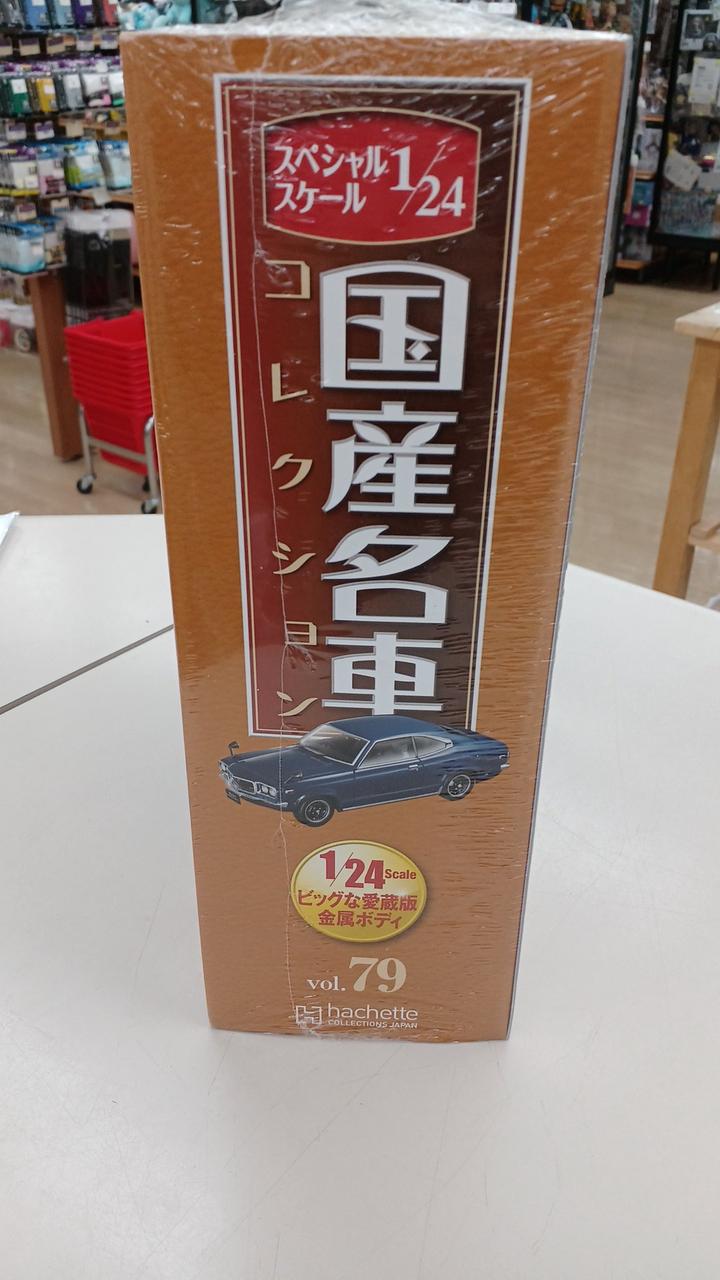 スペシャル
スケール
1/24
国産名車
コレクション
1/24 Scale
ビッグな愛蔵版
金属ボディ
vol. 79
hachette
COLLECTIONS JAPAN